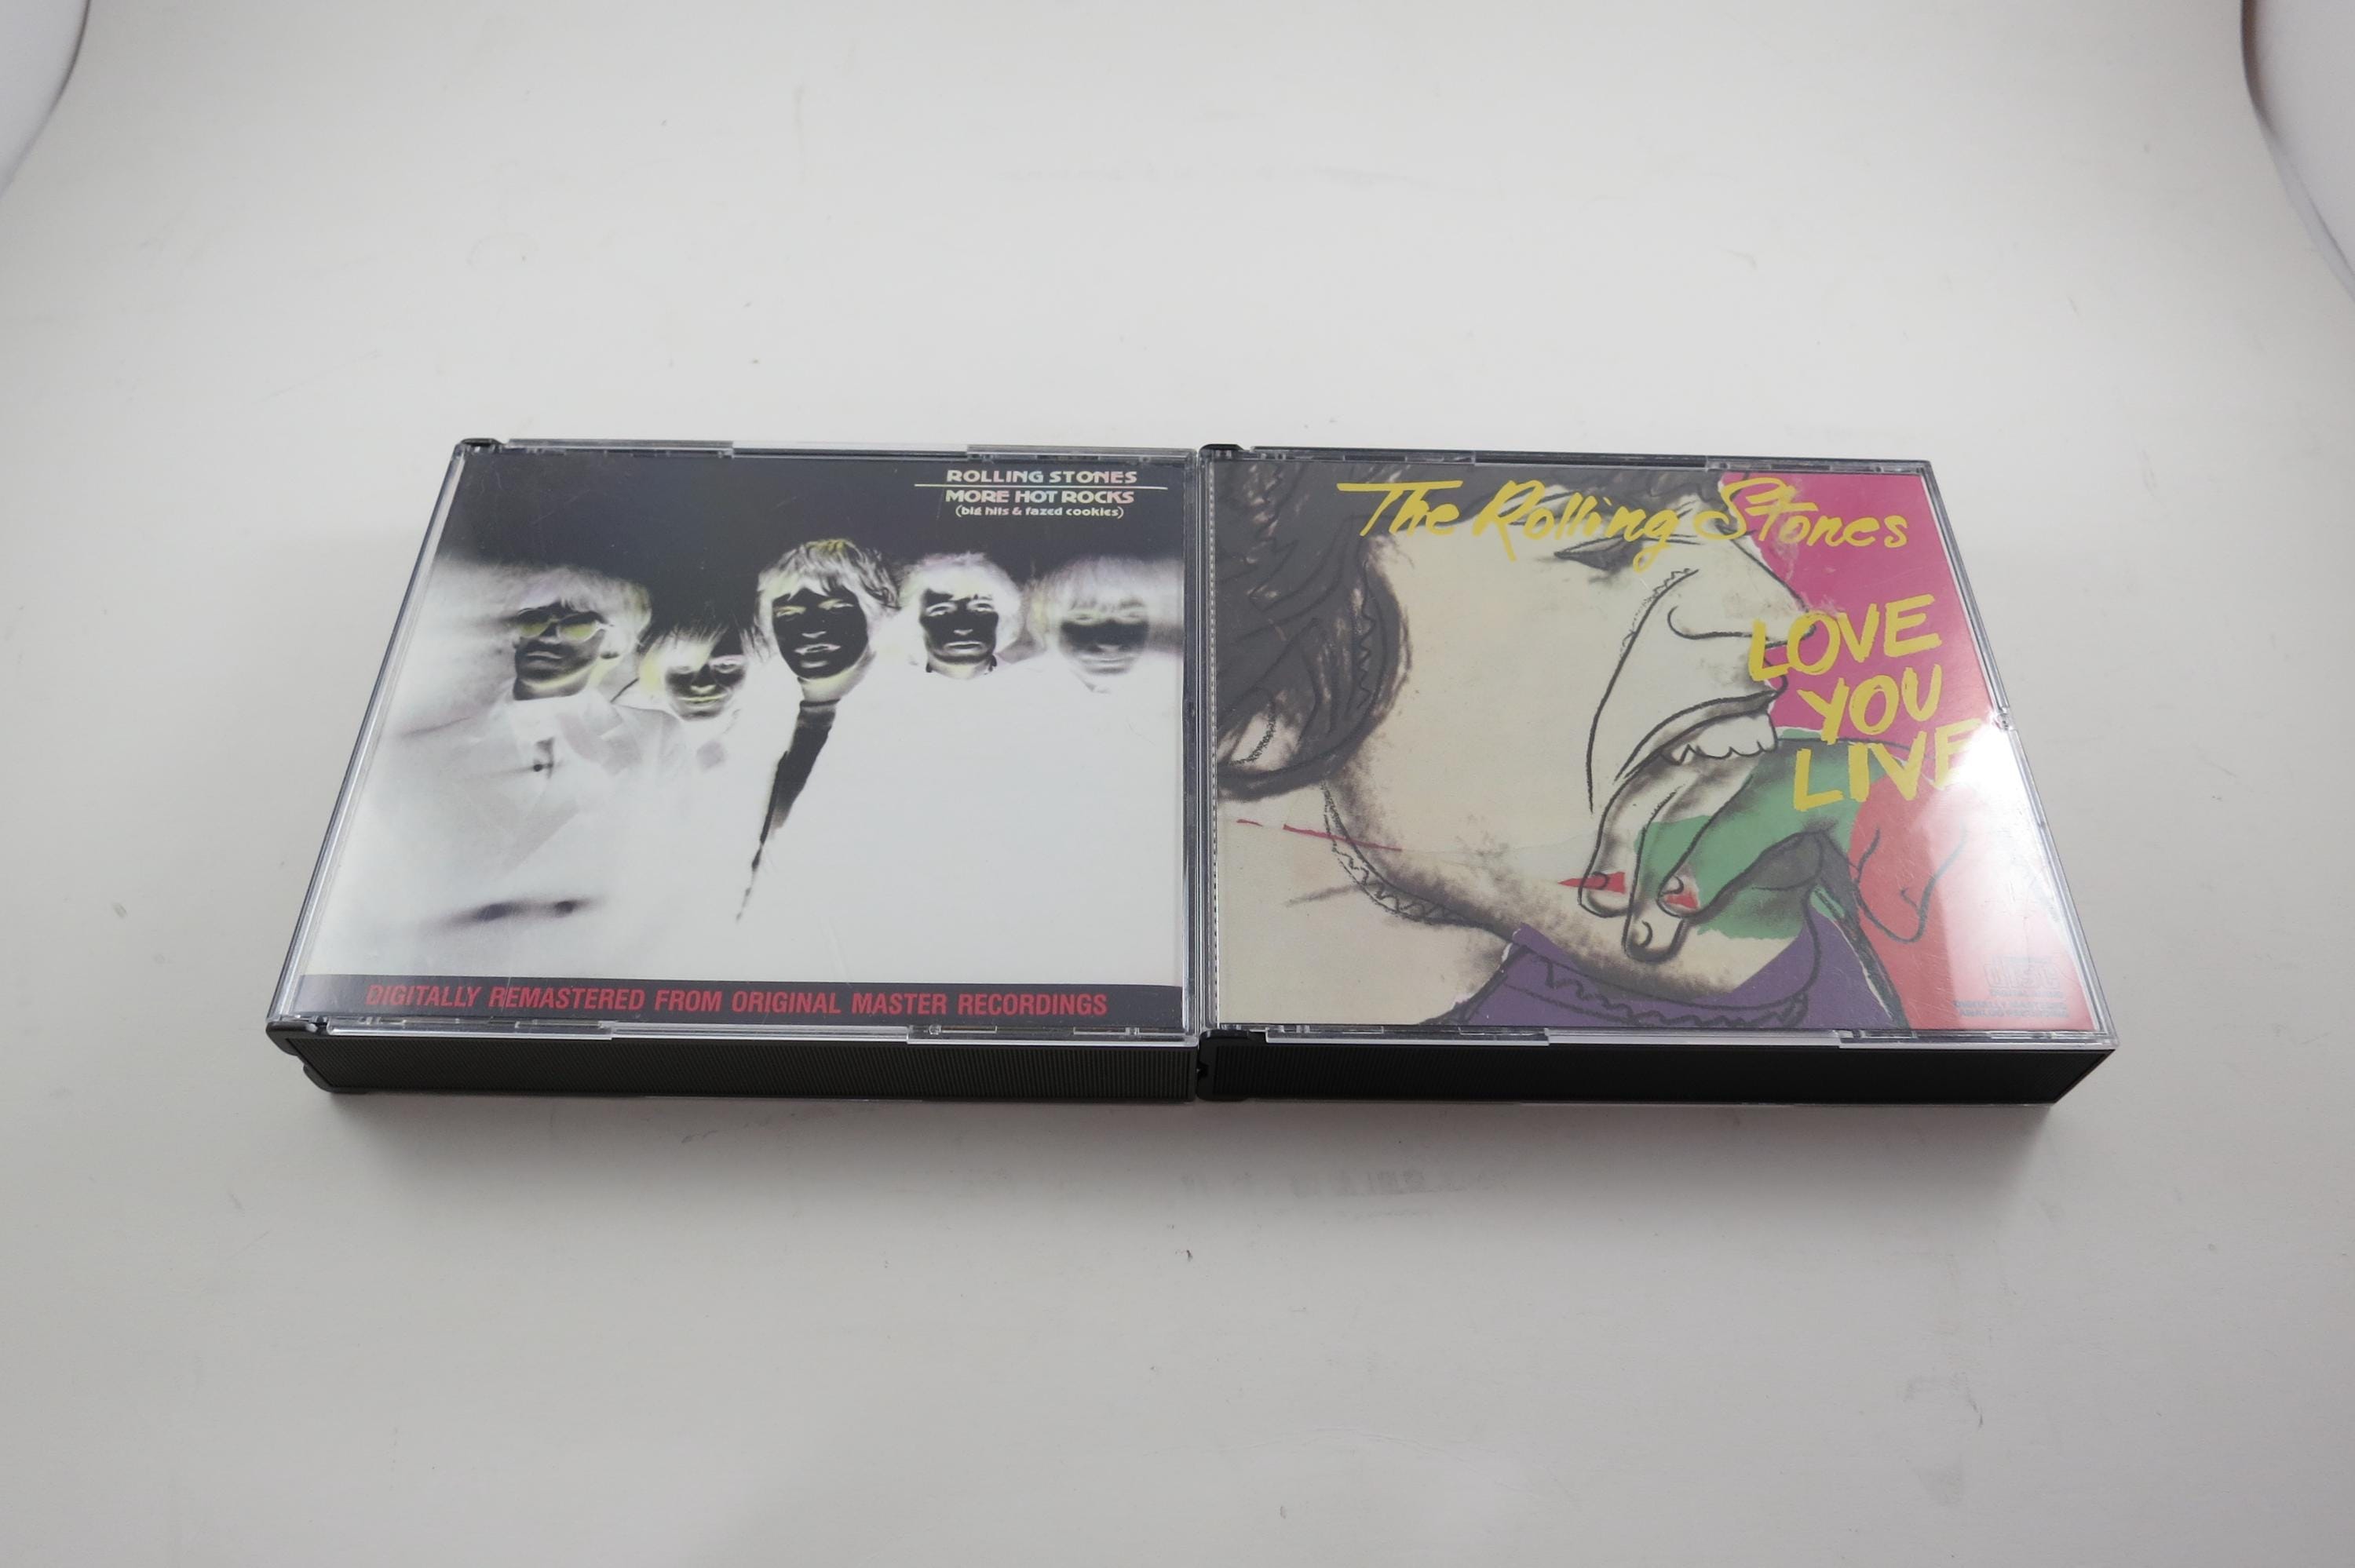 ROLLING STONES
MORE HOT ROCKS
(big hits & fazed cookies)
DIGITALLY REMASTERED FROM ORIGINAL MASTER RECORDINGS
The Rolling Stones
LOVE
YOU
LIVE